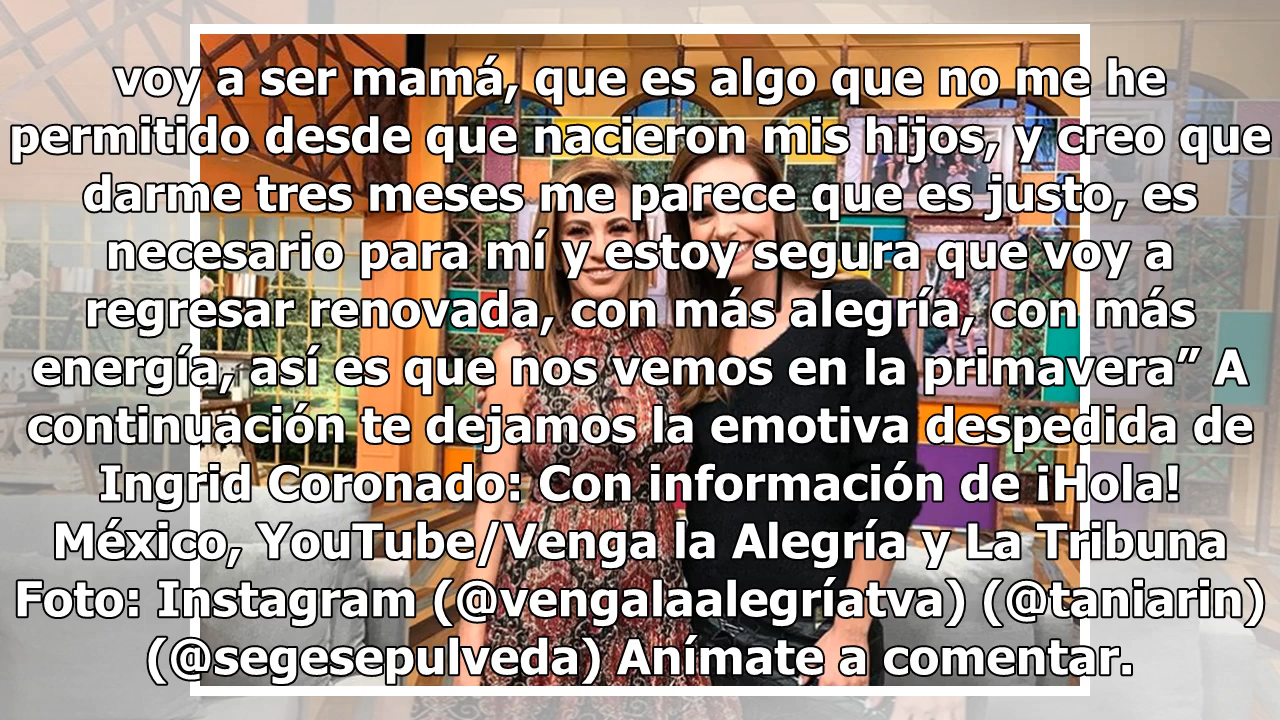 voy a ser mamá, que es algo que no me he
permitido desde que nacieron mis hijos, y creo que
darme tres meses me parece que es justo, es
necesario para mí y estoy segura que voy a
regresar renovada, con más alegría, con más
energía, así es que nos vemos en la primavera” A
continuación te dejamos la emotiva despedida de
Ingrid Coronado: Con información de ¡Hola!
México, YouTube/Venga la Alegría y La Tribuna
Foto: Instagram (@vengalaalegríatva) (@taniarin)
(@segesepulveda) Anímate a comentar.